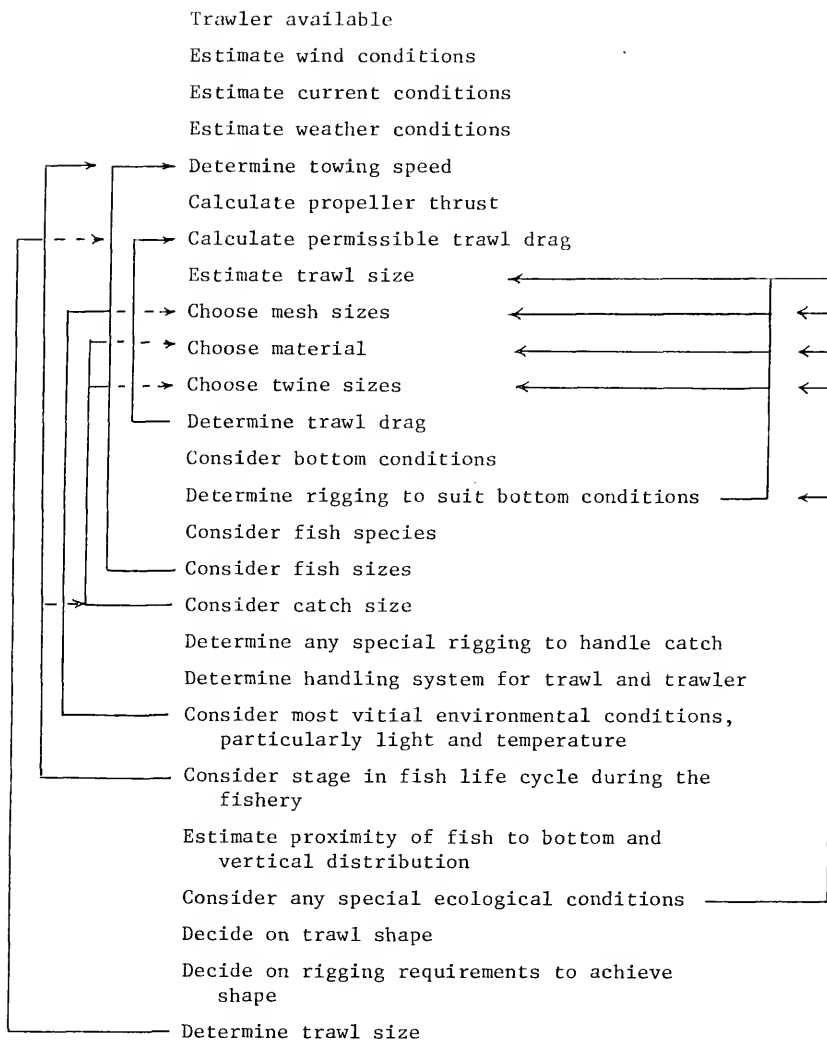 Trawler available
Estimate wind conditions
Estimate current conditions
Estimate weather conditions
Determine towing speed
Calculate propeller thrust
Calculate permissible trawl drag
Estimate trawl size
Choose mesh sizes
Choose material
Choose twine sizes
Determine trawl drag
Consider bottom conditions
Determine rigging to suit bottom conditions
Consider fish species
Consider fish sizes
Consider catch size
Determine any special rigging to handle catch
Determine handling system for trawl and trawler
Consider most vitial environmental conditions,
particularly light and temperature
Consider stage in fish life cycle during the
fishery
Estimate proximity of fish to bottom and
vertical distribution
Consider any special ecological conditions
Decide on trawl shape
Decide on rigging requirements to achieve
shape
Determine trawl size